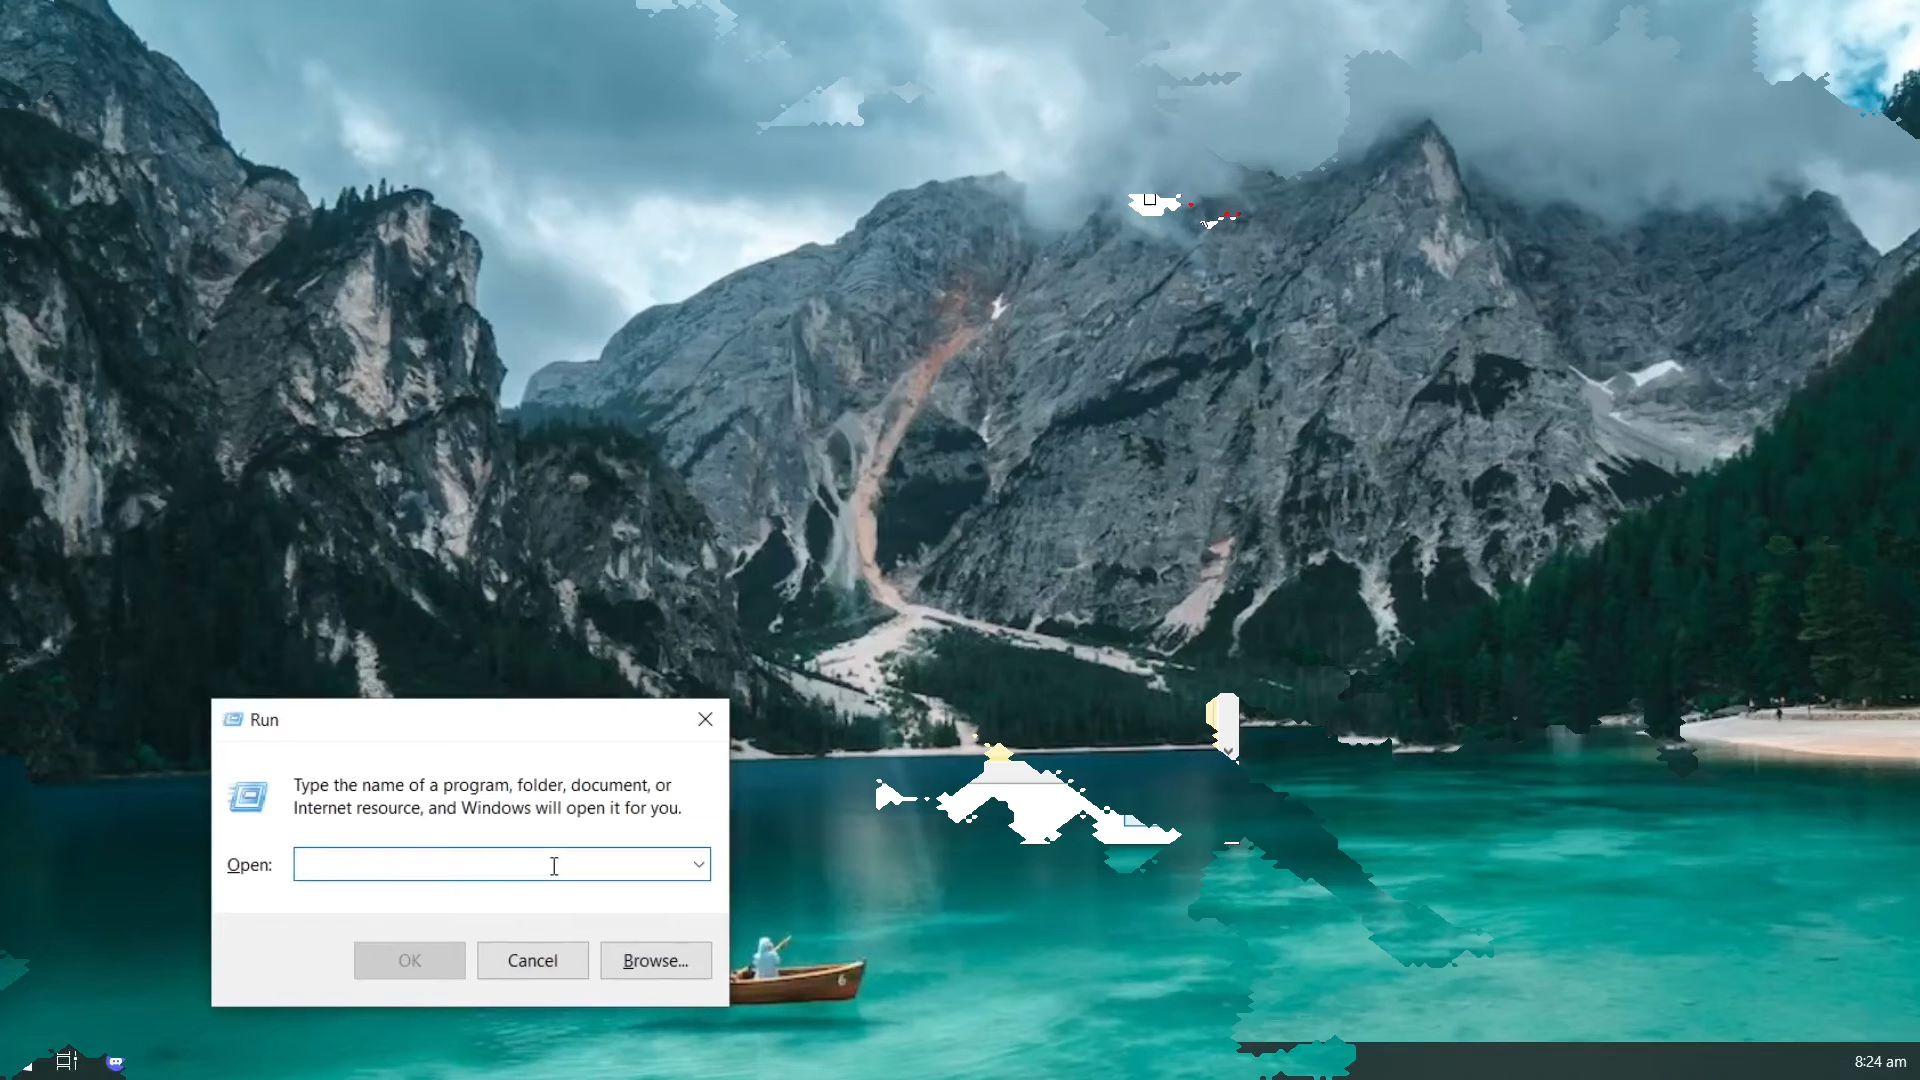 Run
Type the name of a program, folder, document, or
Internet resource, and Windows will open it for you.
Open:
OK
Cancel
Browse...
6
8:24 am